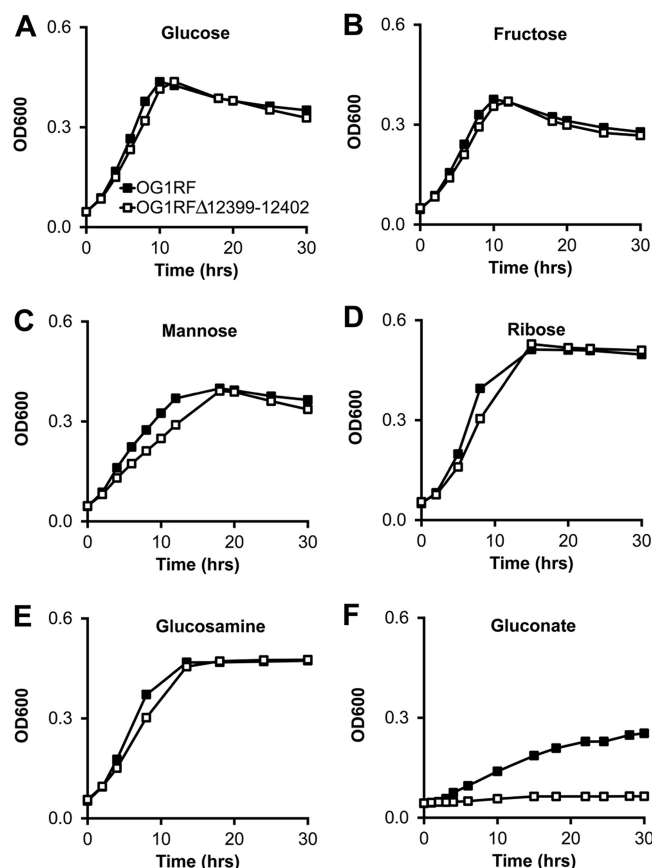 A
Glucose
0.6
0.3
0.0
OD600
0 10 20 30
Time (hrs)
OG1RF
OG1RFΔ12399-12402
B
Fructose
0.6
0.3
0.0
OD600
0 10 20 30
Time (hrs)
C
Mannose
0.6
0.3
0.0
OD600
0 10 20 30
Time (hrs)
D
Ribose
0.6
0.3
0.0
OD600
0 10 20 30
Time (hrs)
E
Glucosamine
0.6
0.3
0.0
OD600
0 10 20 30
Time (hrs)
F
Gluconate
0.6
0.3
0.0
OD600
0 10 20 30
Time (hrs)